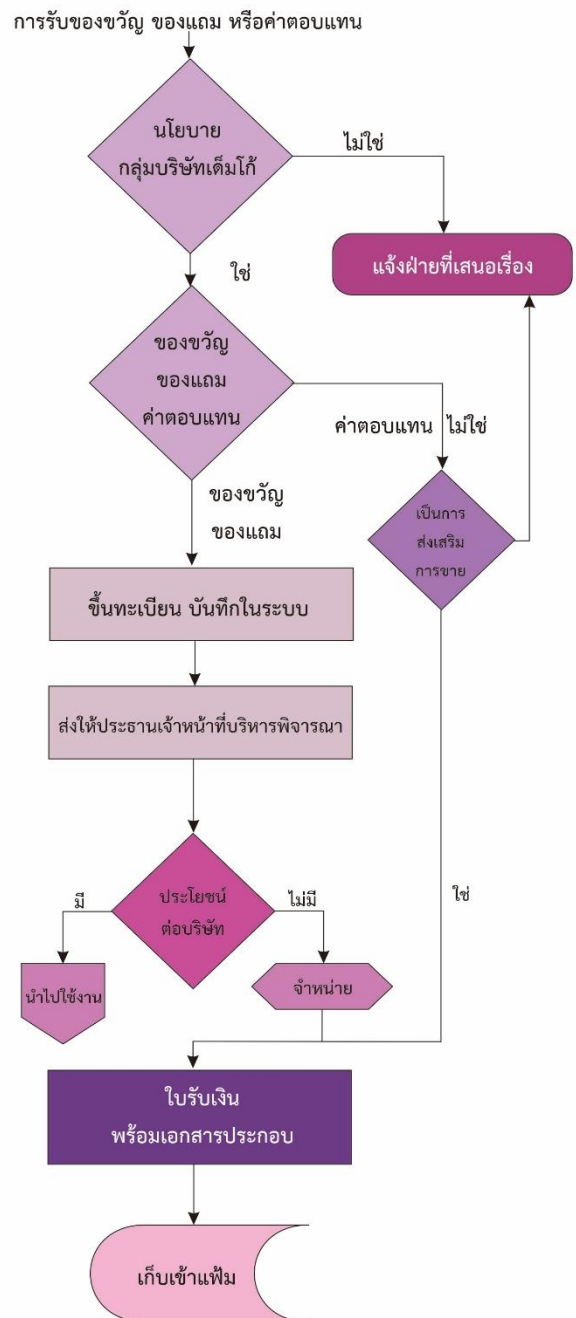 การรับของขวัญ ของแถม หรือค่าตอบแทน
นโยบาย
กลุ่มบริษัทเด็มโก้
ไม่ใช่
แจ้งฝ่ายที่เสนอเรื่อง
ใช่
ของขวัญ
ของแถม
ค่าตอบแทน
ค่าตอบแทน ไม่ใช่
ของขวัญ
ของแถม
เป็นการ
ส่งเสริม
การขาย
ขึ้นทะเบียน บันทึกในระบบ
ส่งให้ประธานเจ้าหน้าที่บริหารพิจารณา
มี
ประโยชน์
ต่อบริษัท
ไม่มี
ใช่
นำไปใช้งาน
จำหน่าย
ใบรับเงิน
พร้อมเอกสารประกอบ
เก็บเข้าแฟ้ม